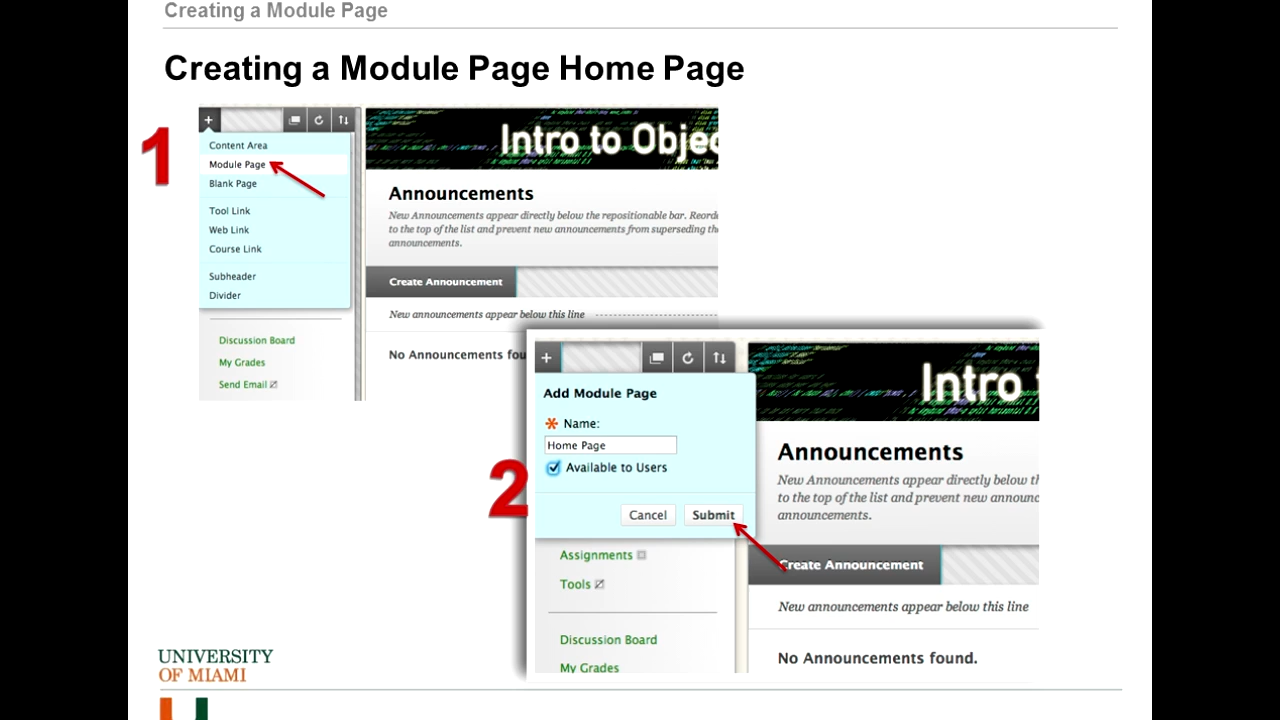 Creating a Module Page
Creating a Module Page Home Page
1
+
Content Area
Module Page
Blank Page
Tool Link
Web Link
Course Link
Subheader
Divider
Discussion Board
My Grades
Send Email
Intro to Objec
Announcements
New Announcements appear directly below the repositionable bar. Reord
to the top of the list and prevent new announcements from superseding th
announcements.
Create Announcement
New announcements appear below this line
No Announcements fou
2
+
Add Module Page
Name:
Home Page
Available to Users
Cancel Submit
Assignments
Tools
Discussion Board
My Grades
Intro
Announcements
New Announcements appear directly below th
to the top of the list and prevent new announc
announcements.
Create Announcement
New announcements appear below this line
No Announcements found.
UNIVERSITY
OF MIAMI